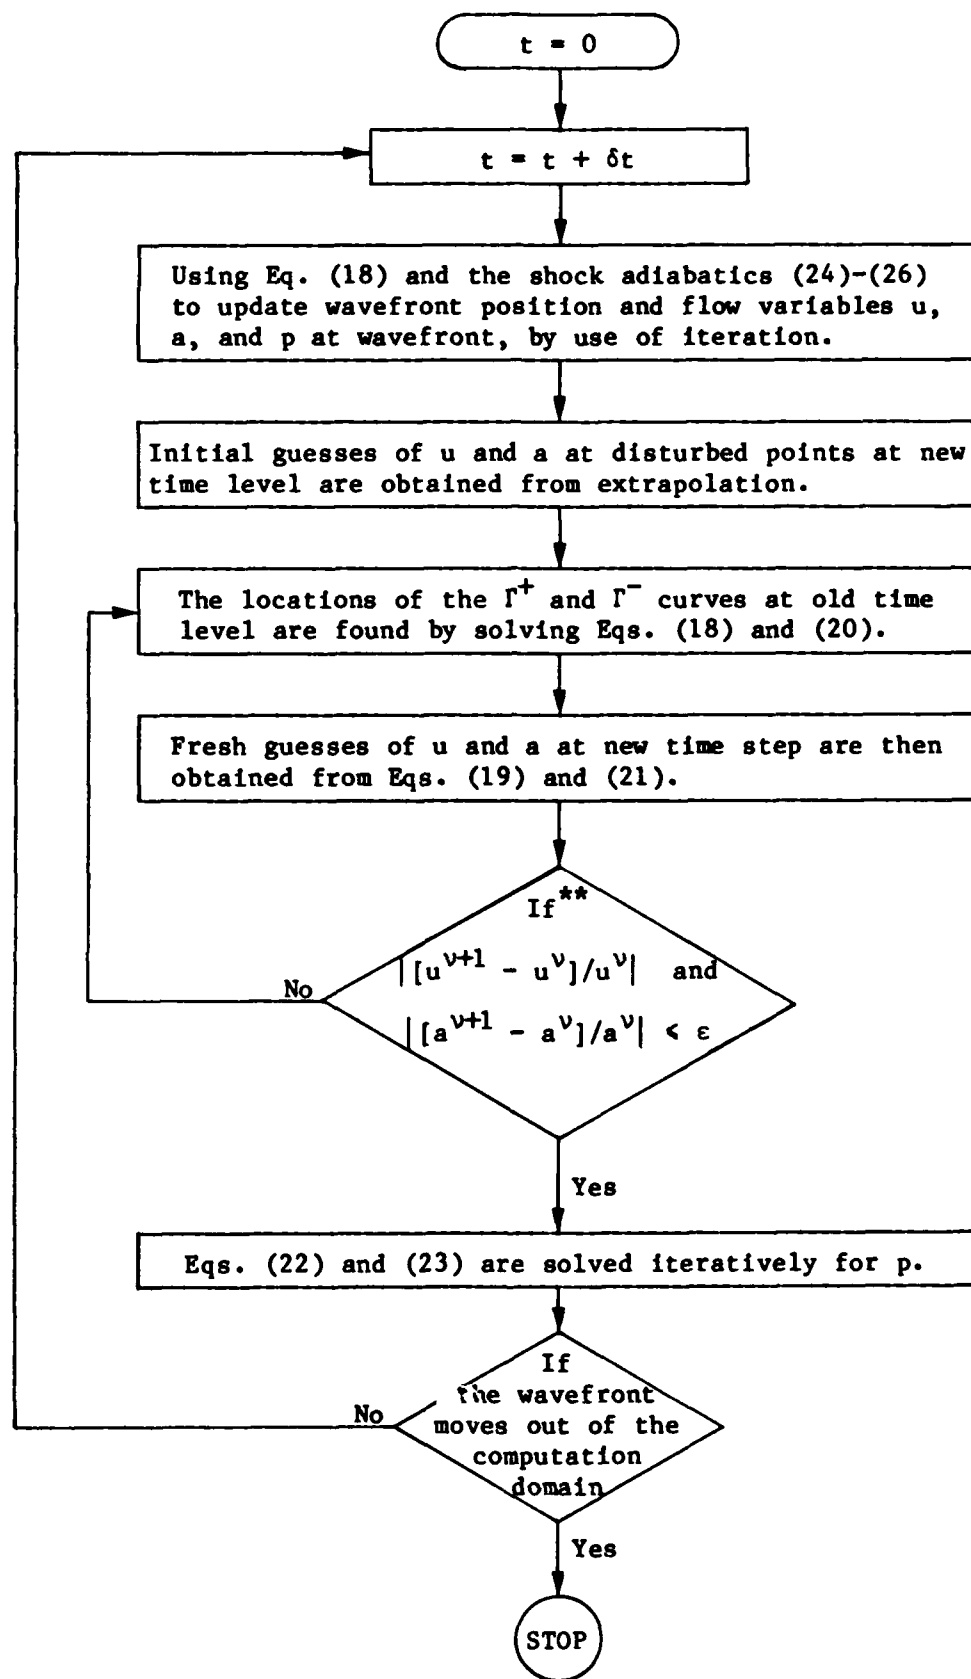 t = 0
t = t + δt
Using Eq. (18) and the shock adiabatics (24)-(26)
to update wavefront position and flow variables u,
a, and p at wavefront, by use of iteration.
Initial guesses of u and a at disturbed points at new
time level are obtained from extrapolation.
The locations of the Γ⁺ and Γ⁻ curves at old time
level are found by solving Eqs. (18) and (20).
Fresh guesses of u and a at new time step are then
obtained from Eqs. (19) and (21).
If**
|[u^ν+1 - u^ν]/u^ν| and
No
|[a^ν+1 - a^ν]/a^ν| < ε
Yes
Eqs. (22) and (23) are solved iteratively for p.
If
the wavefront
No
moves out of the
computation
domain
Yes
STOP